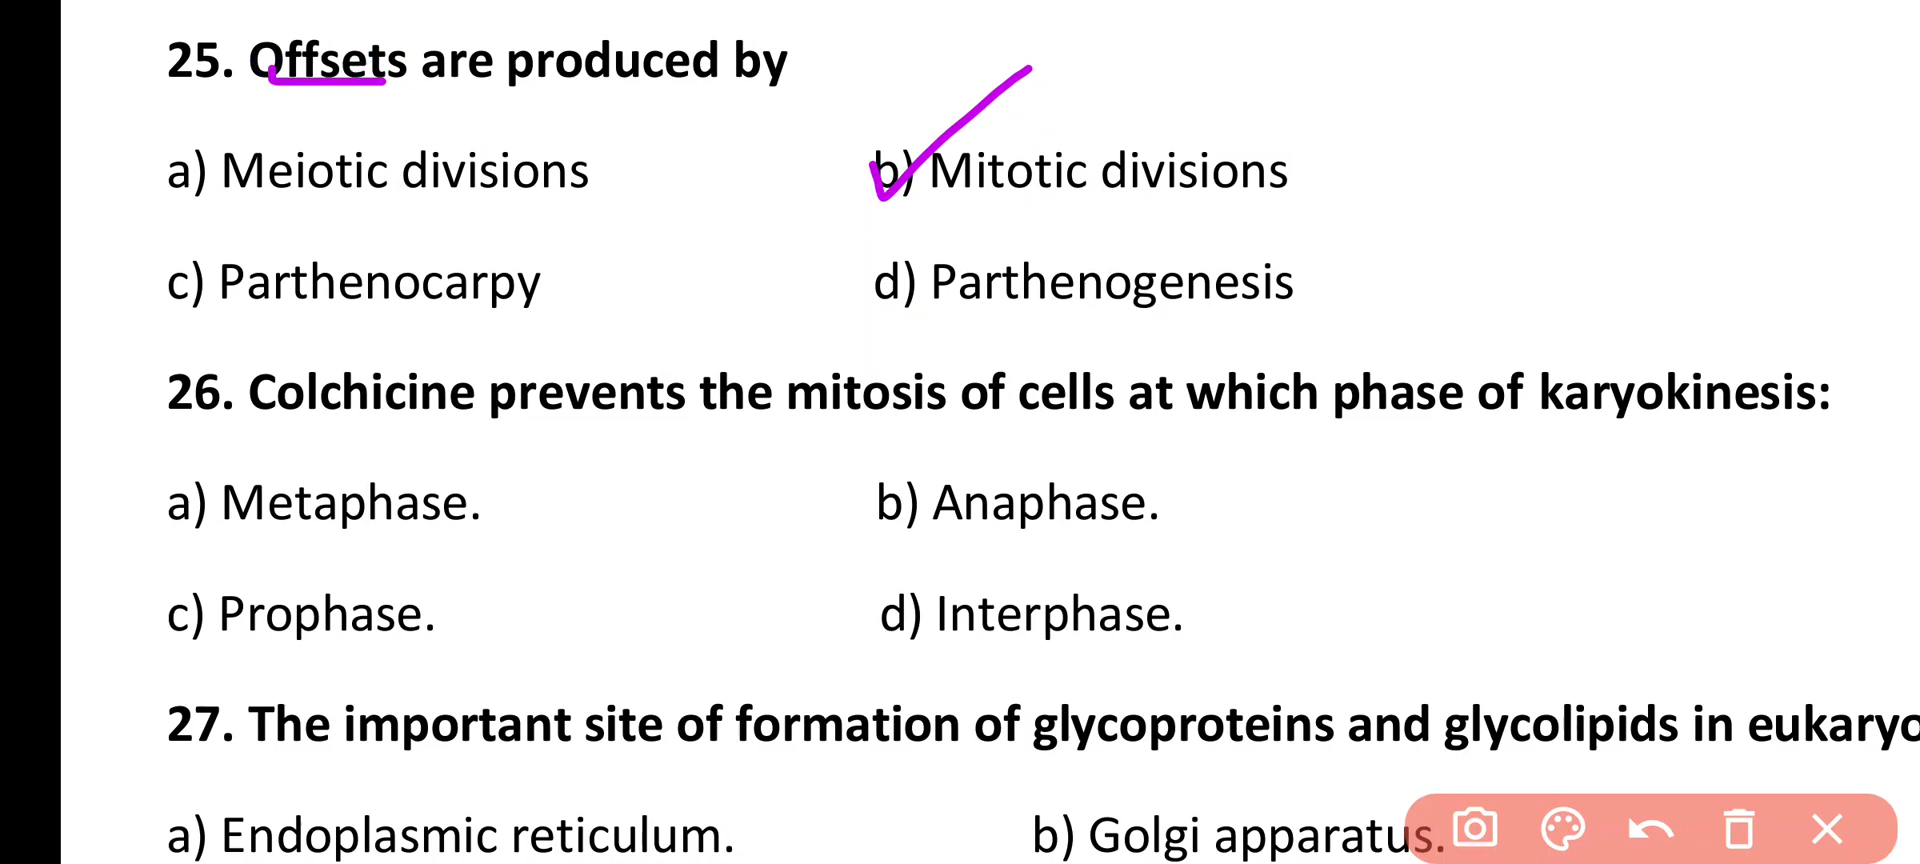 25. Offsets are produced by
a) Meiotic divisions b) Mitotic divisions
c) Parthenocarpy d) Parthenogenesis
26. Colchicine prevents the mitosis of cells at which phase of karyokinesis:
a) Metaphase. b) Anaphase.
c) Prophase. d) Interphase.
27. The important site of formation of glycoproteins and glycolipids in eukaryo
a) Endoplasmic reticulum. b) Golgi apparatus.